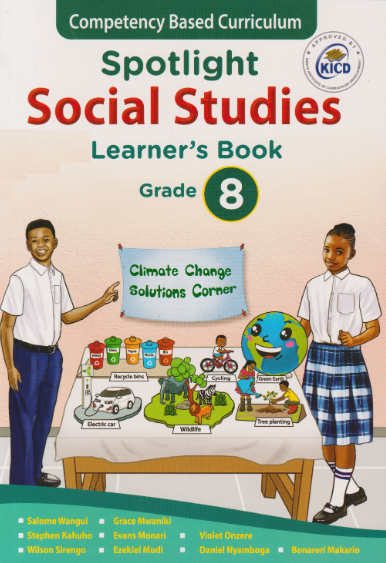 Competency Based Curriculum
APPROVED BY
KICD
Spotlight
Social Studies
Learner's Book
Grade 8
Climate Change
Solutions Corner
Recycle bins
Cycling
Green Earth
Electric car
Wildlife
Tree planting
Salome Wangui Grace Mwaniki
Stephen Kahuho Evans Monari Violet Onzere
Wilson Sirengo Ezekiel Mudi Daniel Nyamboga Bonareri Makario